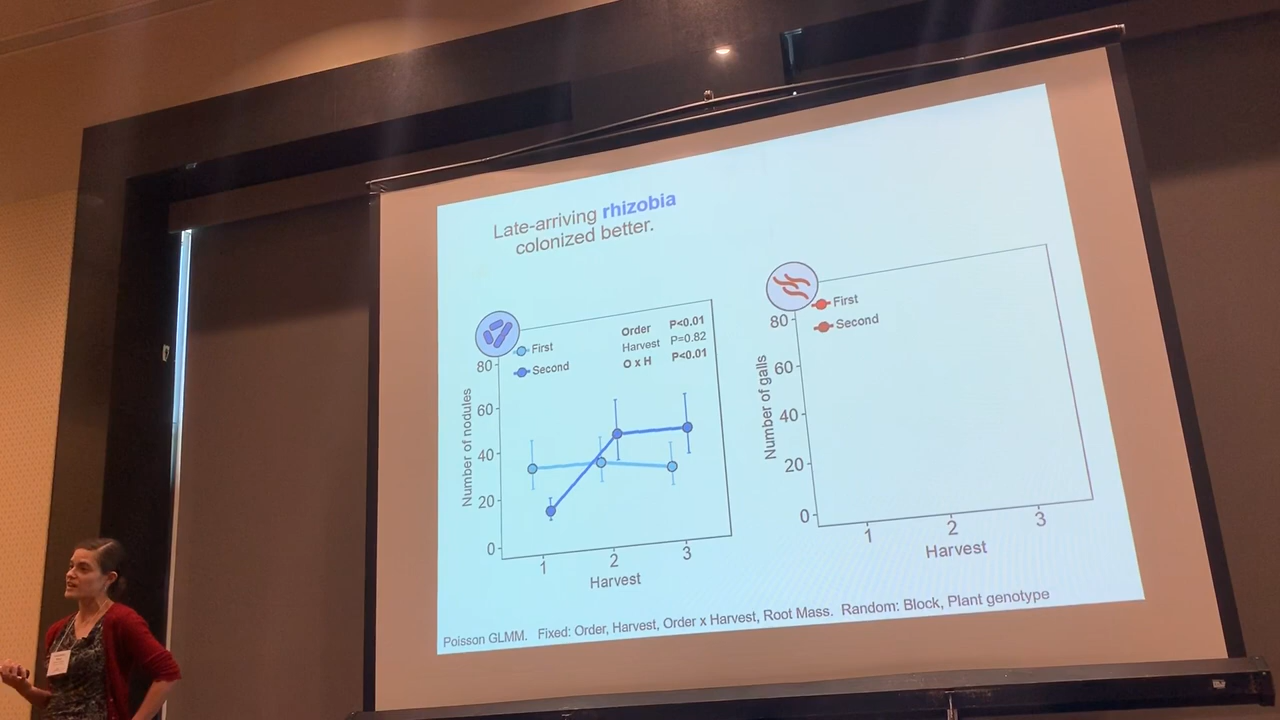 Late-arriving rhizobia
colonized better.
First
Second
Order P<0.01
Harvest P=0.82
O x H P<0.01
Number of nodules
80
60
40
20
0
1 2 3
Harvest
First
Second
Number of galls
80
60
40
20
0
1 2 3
Harvest
Poisson GLMM. Fixed: Order, Harvest, Order x Harvest, Root Mass. Random: Block, Plant genotype